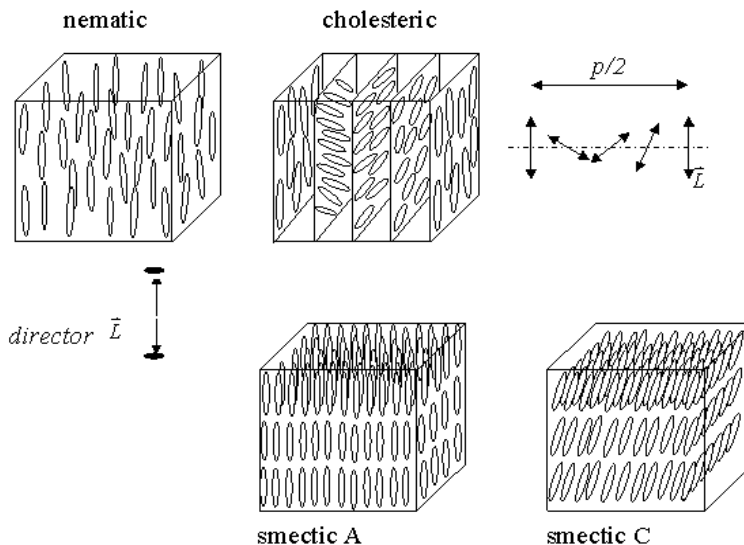 nematic
cholesteric
p/2
L
director L
smectic A
smectic C